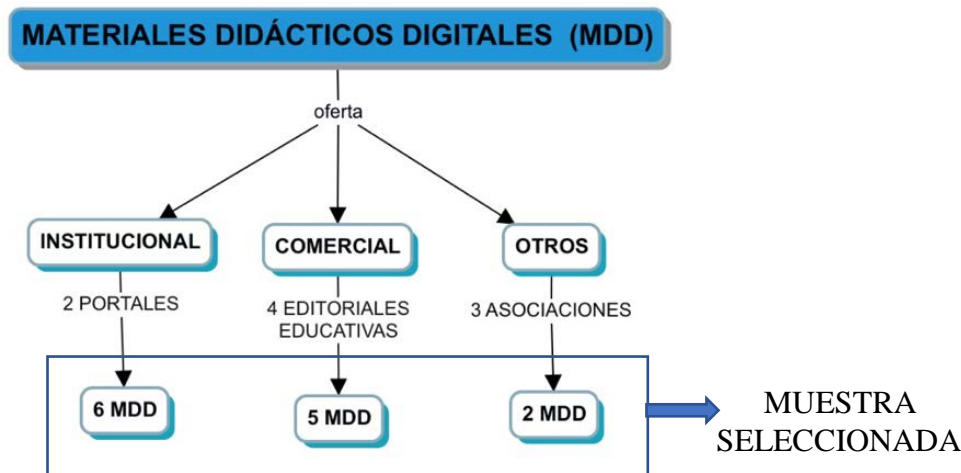 MATERIALES DIDÁCTICOS DIGITALES (MDD)
oferta
INSTITUCIONAL
COMERCIAL
OTROS
2 PORTALES
4 EDITORIALES
EDUCATIVAS
3 ASOCIACIONES
6 MDD
5 MDD
2 MDD
MUESTRA
SELECCIONADA